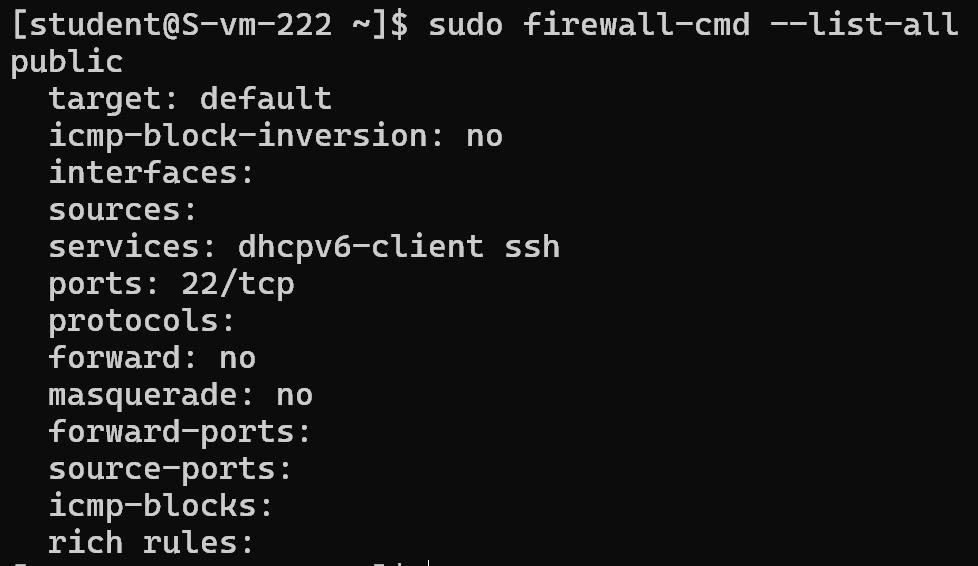 [student@S-vm-222 ~]$ sudo firewall-cmd --list-all
public
  target: default
  icmp-block-inversion: no
  interfaces:
  sources:
  services: dhcpv6-client ssh
  ports: 22/tcp
  protocols:
  forward: no
  masquerade: no
  forward-ports:
  source-ports:
  icmp-blocks:
  rich rules: